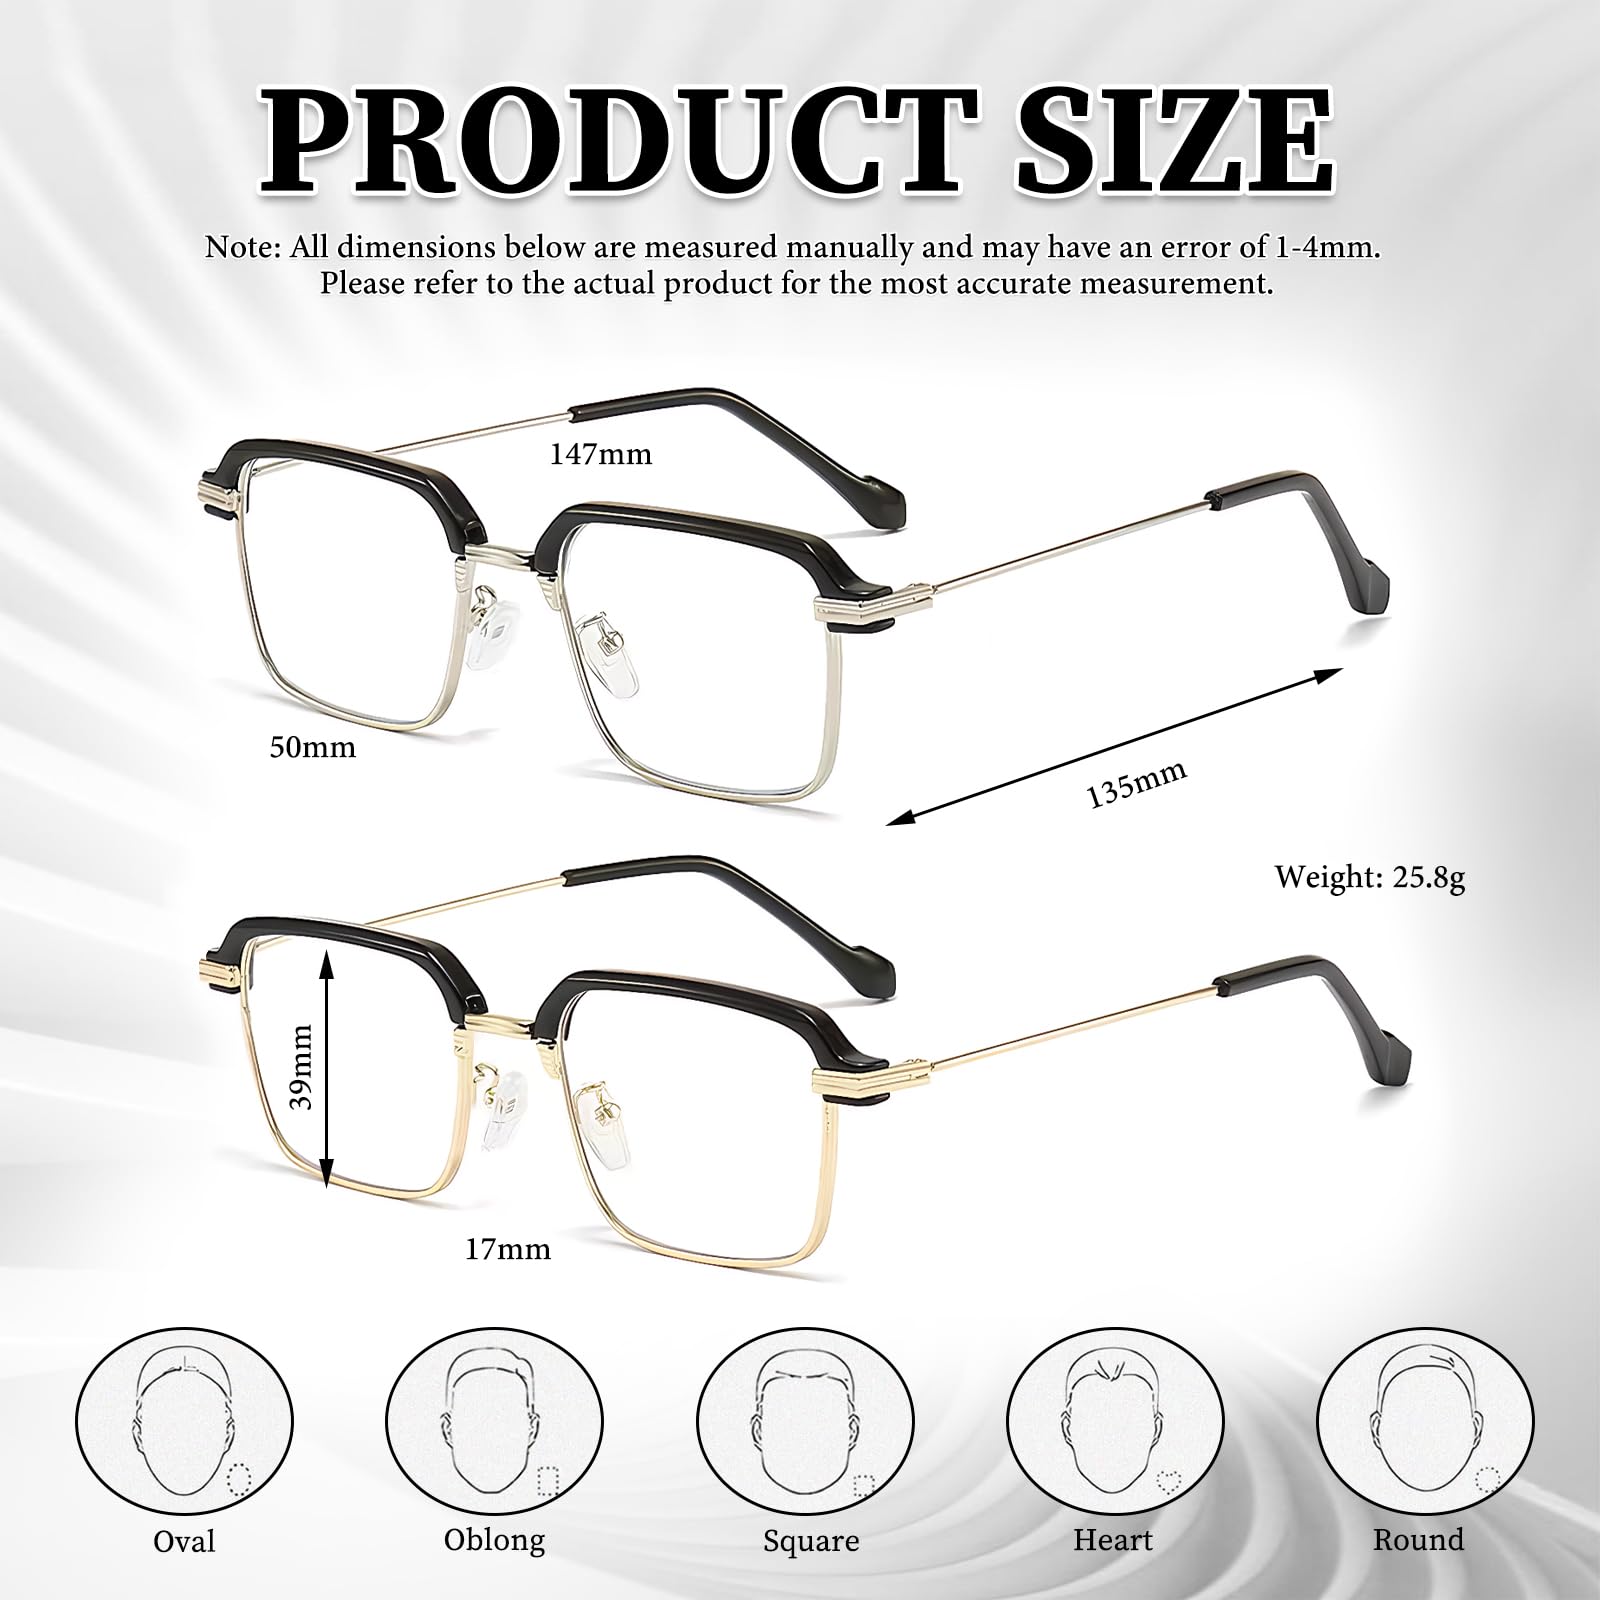 PRODUCT SIZE
Note: All dimensions below are measured manually and may have an error of 1-4mm.
Please refer to the actual product for the most accurate measurement.
147mm
50mm
135mm
Weight: 25.8g
39mm
17mm
Oval
Oblong
Square
Heart
Round